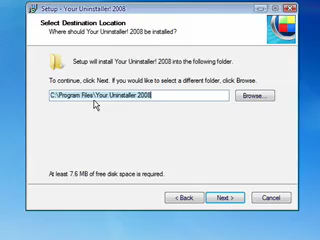 Setup - Your Uninstaller! 2008
Select Destination Location
Where should Your Uninstaller! 2008 be installed?
Setup will install Your Uninstaller! 2008 into the following folder.
To continue, click Next. If you would like to select a different folder, click Browse.
C:\Program Files\Your Uninstaller 2008
Browse...
At least 7.6 MB of free disk space is required.
< Back
Next >
Cancel